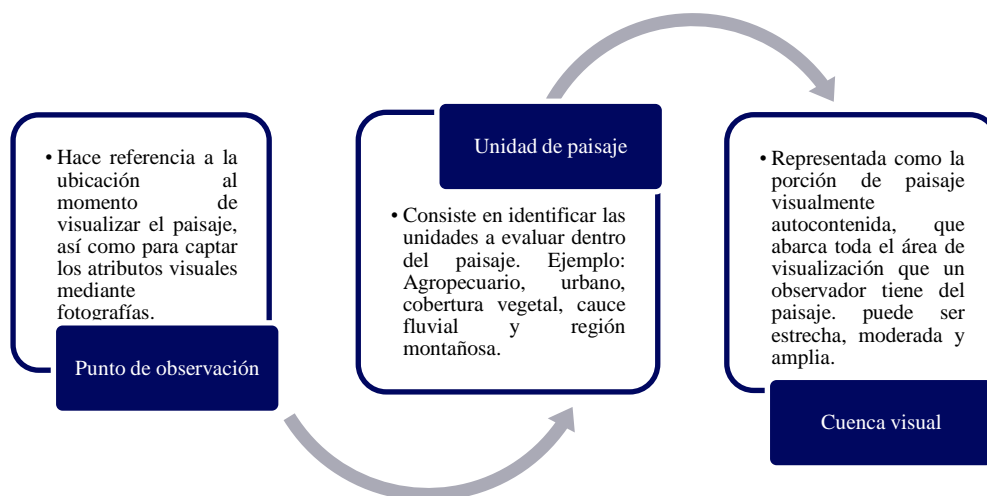 • Hace referencia a la
ubicación al
momento de
visualizar el paisaje,
así como para captar
los atributos visuales
mediante
fotografías.
Punto de observación
Unidad de paisaje
• Consiste en identificar las
unidades a evaluar dentro
del paisaje. Ejemplo:
Agropecuario, urbano,
cobertura vegetal, cauce
fluvial y región
montañosa.
• Representada como la
porción de paisaje
visualmente
autocontenida, que
abarca toda el área de
visualización que un
observador tiene del
paisaje. puede ser
estrecha, moderada y
amplia.
Cuenca visual